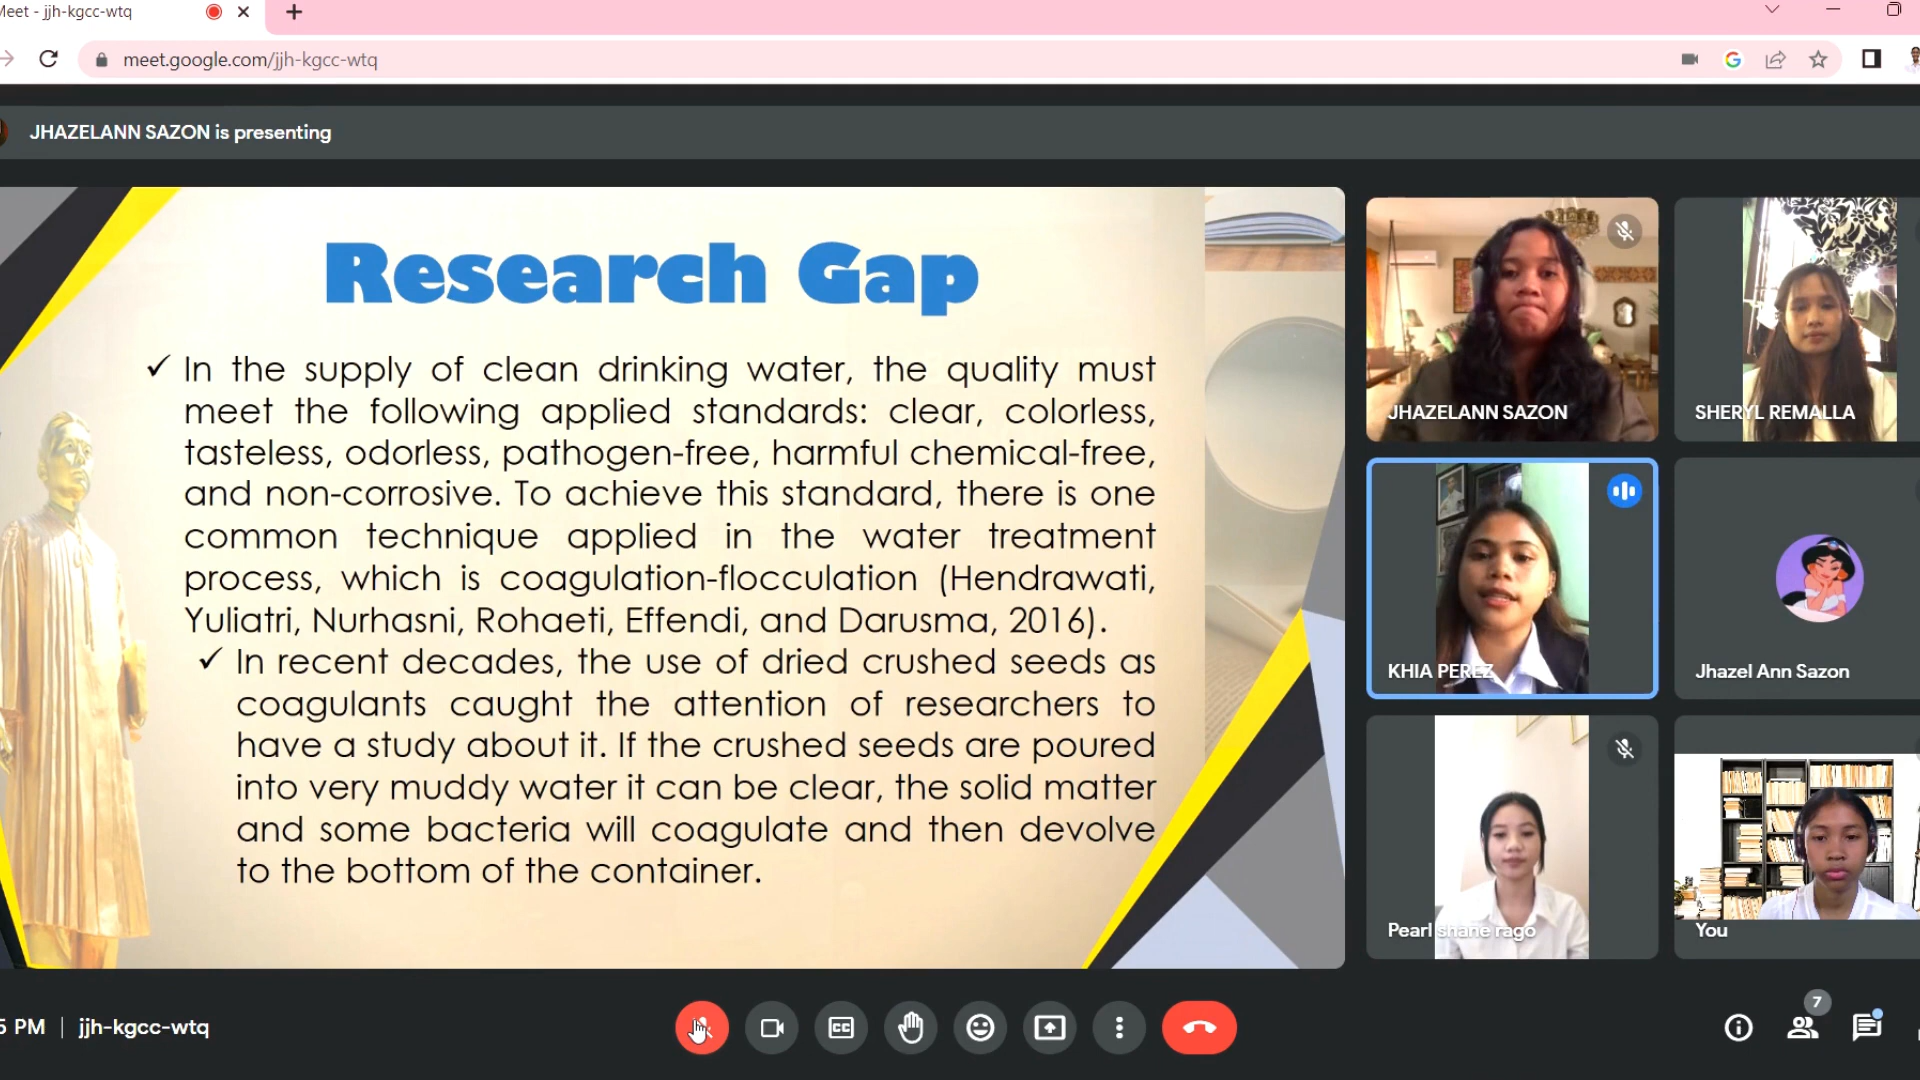 Meet - jjh-kgcc-wtq
meet.google.com/jjh-kgcc-wtq
JHAZELANN SAZON is presenting
Research Gap
✓ In the supply of clean drinking water, the quality must
meet the following applied standards: clear, colorless,
tasteless, odorless, pathogen-free, harmful chemical-free,
and non-corrosive. To achieve this standard, there is one
common technique applied in the water treatment
process, which is coagulation-flocculation (Hendrawati,
Yuliatri, Nurhasni, Rohaeti, Effendi, and Darusma, 2016).
✓ In recent decades, the use of dried crushed seeds as
coagulants caught the attention of researchers to
have a study about it. If the crushed seeds are poured
into very muddy water it can be clear, the solid matter
and some bacteria will coagulate and then devolve
to the bottom of the container.
JHAZELANN SAZON
SHERYL REMALLA
KHIA PEREZ
Jhazel Ann Sazon
Pearl shane rago
You
5 PM | jjh-kgcc-wtq
CC
7